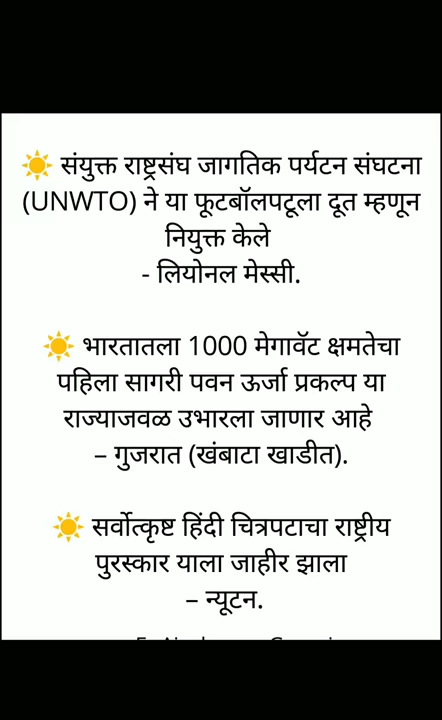 ☀️ संयुक्त राष्ट्रसंघ जागतिक पर्यटन संघटना
(UNWTO) ने या फूटबॉलपटूला दूत म्हणून
नियुक्त केले
- लियोनल मेस्सी.
☀️ भारतातला 1000 मेगावॅट क्षमतेचा
पहिला सागरी पवन ऊर्जा प्रकल्प या
राज्याजवळ उभारला जाणार आहे
– गुजरात (खंबाटा खाडीत).
☀️ सर्वोत्कृष्ट हिंदी चित्रपटाचा राष्ट्रीय
पुरस्कार याला जाहीर झाला
– न्यूटन.